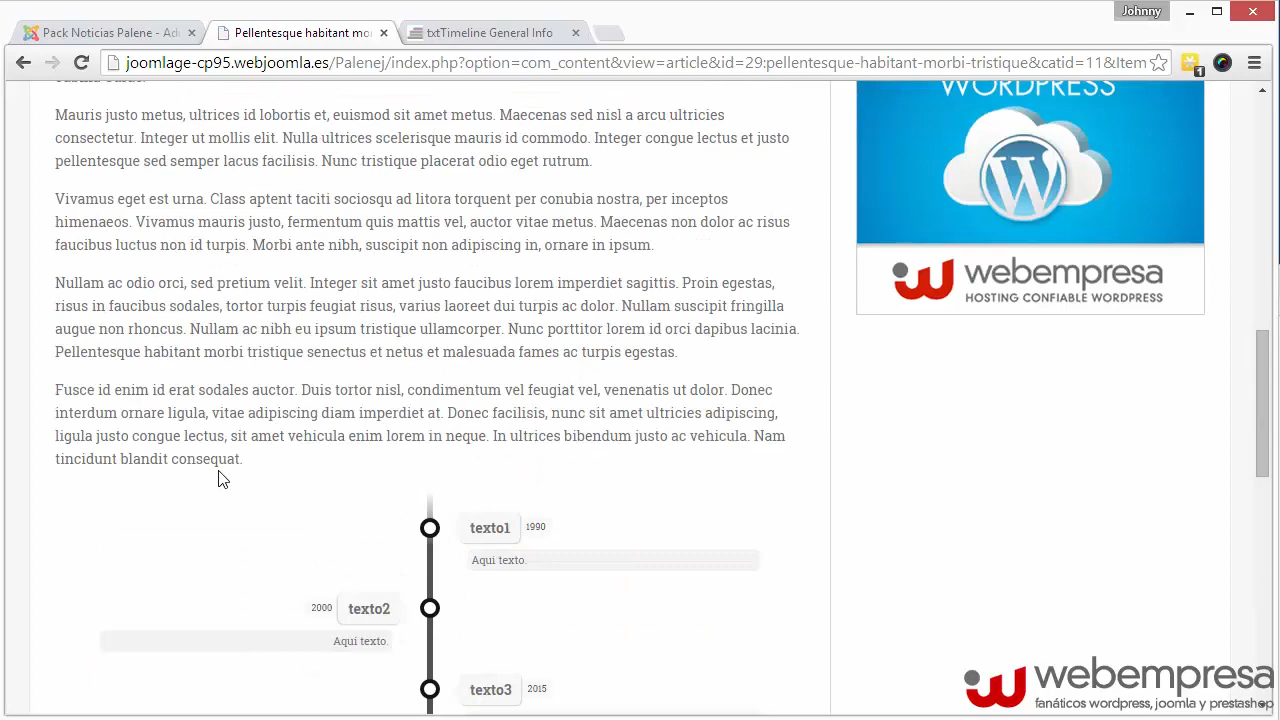 Johnny
Pack Noticias Palene - Ad
Pellentesque habitant mo
txtTimeline General Info
joomlage-cp95.webjoomla.es/Palenej/index.php?option=com_content&view=article&id=29:pellentesque-habitant-morbi-tristique&catid=11&Item
1
WORDPRESS
Mauris justo metus, ultrices id lobortis et, euismod sit amet metus. Maecenas sed nisl a arcu ultricies
consectetur. Integer ut mollis elit. Nulla ultrices scelerisque mauris id commodo. Integer congue lectus et justo
pellentesque sed semper lacus facilisis. Nunc tristique placerat odio eget rutrum.
Vivamus eget est urna. Class aptent taciti sociosqu ad litora torquent per conubia nostra, per inceptos
himenaeos. Vivamus mauris justo, fermentum quis mattis vel, auctor vitae metus. Maecenas non dolor ac risus
faucibus luctus non id turpis. Morbi ante nibh, suscipit non adipiscing in, ornare in ipsum.
webempresa
HOSTING CONFIABLE WORDPRESS
Nullam ac odio orci, sed pretium velit. Integer sit amet justo faucibus lorem imperdiet sagittis. Proin egestas,
risus in faucibus sodales, tortor turpis feugiat risus, varius laoreet dui turpis ac dolor. Nullam suscipit fringilla
augue non rhoncus. Nullam ac nibh eu ipsum tristique ullamcorper. Nunc porttitor lorem id orci dapibus lacinia.
Pellentesque habitant morbi tristique senectus et netus et malesuada fames ac turpis egestas.
Fusce id enim id erat sodales auctor. Duis tortor nisl, condimentum vel feugiat vel, venenatis ut dolor. Donec
interdum ornare ligula, vitae adipiscing diam imperdiet at. Donec facilisis, nunc sit amet ultricies adipiscing,
ligula justo congue lectus, sit amet vehicula enim lorem in neque. In ultrices bibendum justo ac vehicula. Nam
tincidunt blandit consequat.
texto1 1990
Aqui texto.
2000 texto2
Aqui texto.
texto3 2015
webempresa
fanáticos wordpress, joomla y prestashop